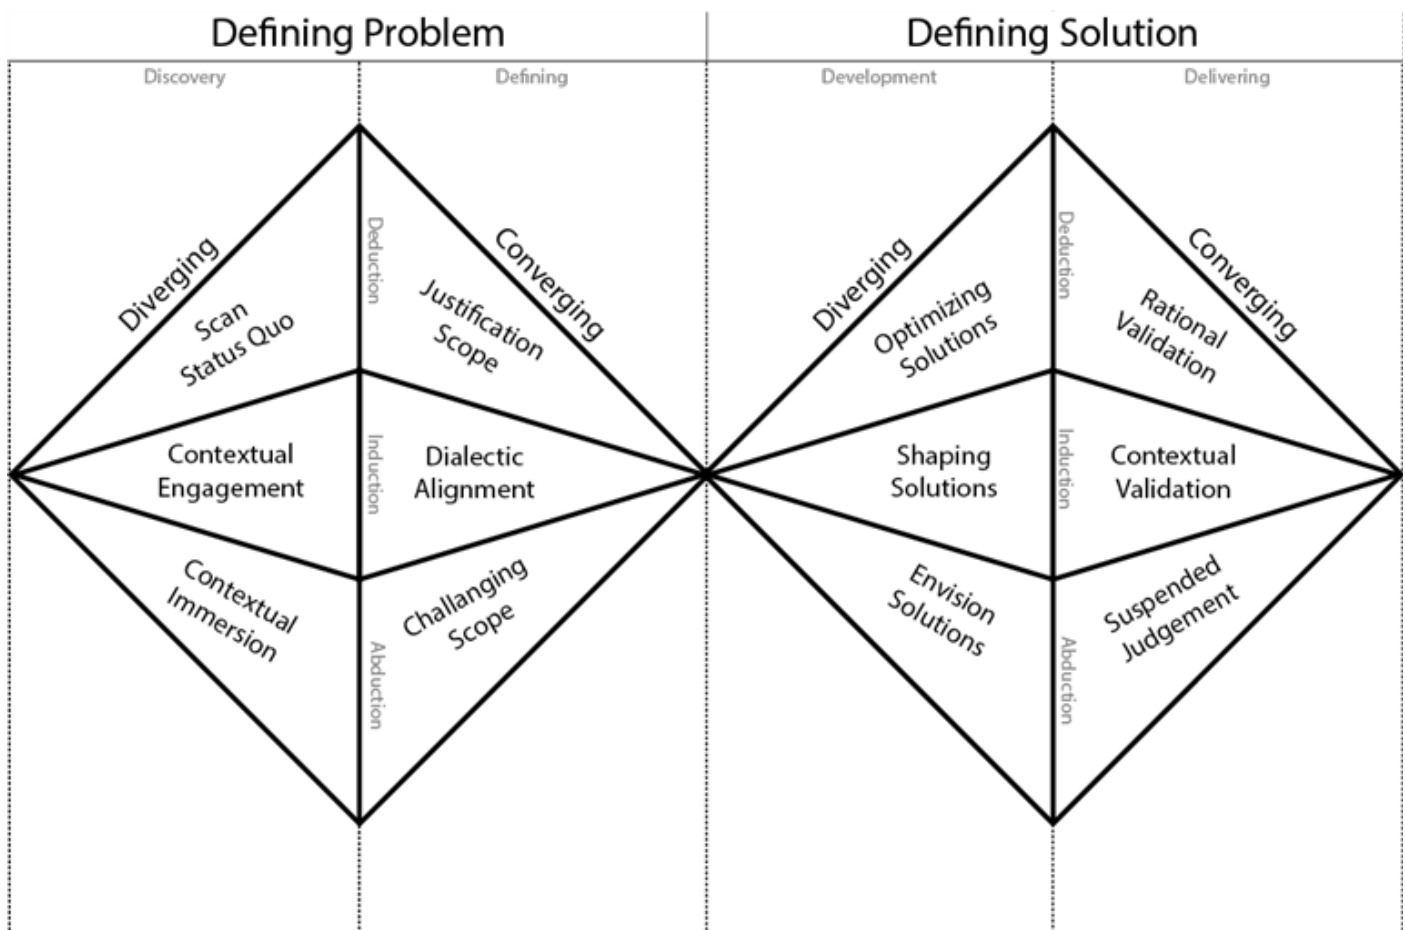 Defining Problem
Defining Solution
Discovery
Defining
Development
Delivering
Diverging
Scan
Status Quo
Deduction
Converging
Justification
Scope
Contextual
Engagement
Induction
Dialectic
Alignment
Contextual
Immersion
Abduction
Challanging
Scope
Diverging
Optimizing
Solutions
Deduction
Converging
Rational
Validation
Shaping
Solutions
Induction
Contextual
Validation
Envision
Solutions
Abduction
Suspended
Judgement